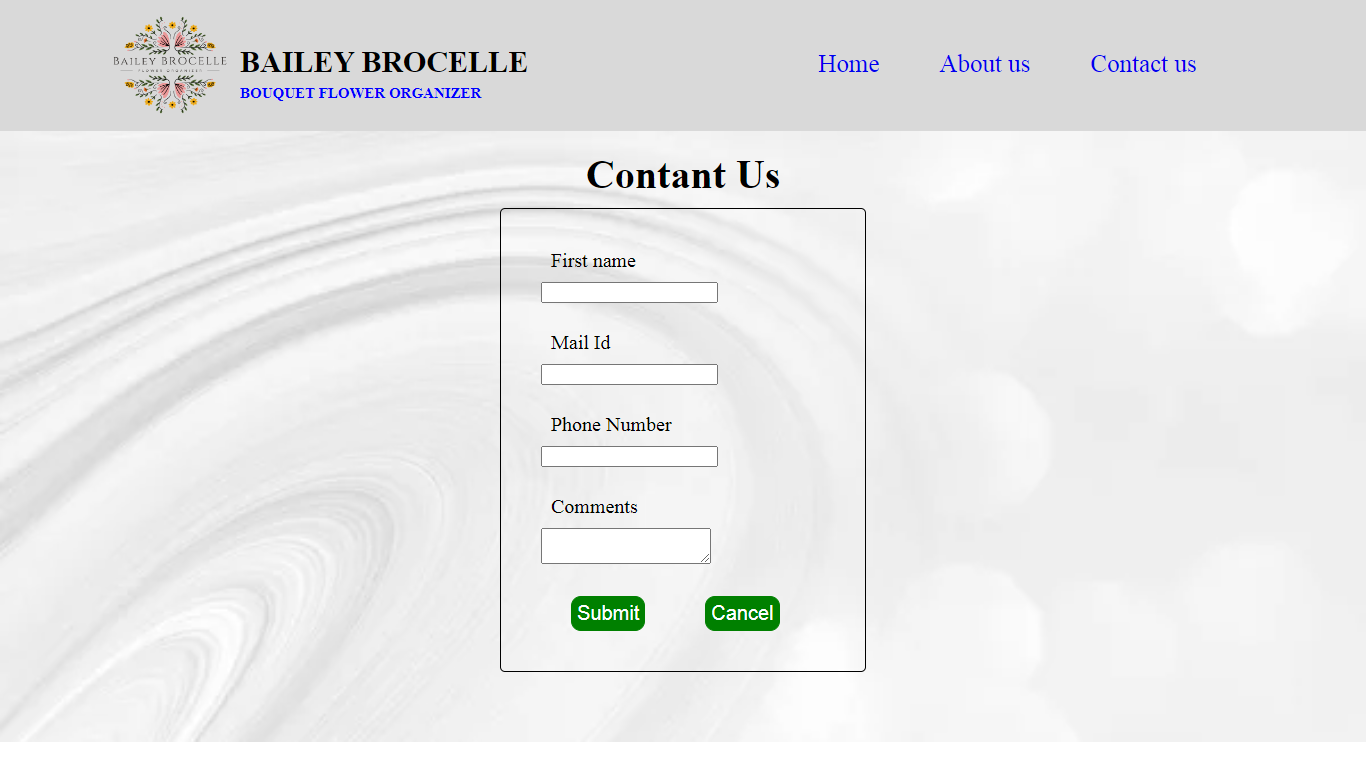 BAILEY BROCELLE
FLOWER ORGANIZER
BAILEY BROCELLE
BOUQUET FLOWER ORGANIZER
Home
About us
Contact us
Contant Us
First name
Mail Id
Phone Number
Comments
Submit
Cancel